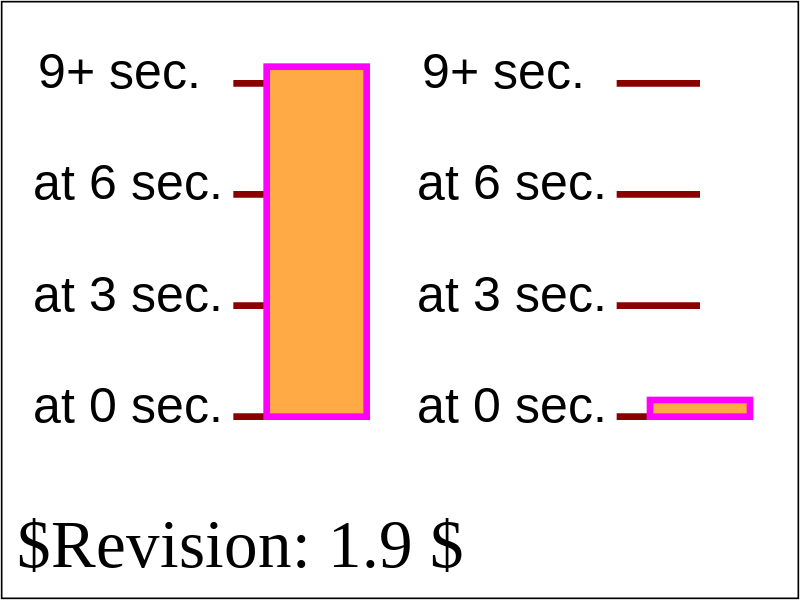 9+ sec. 9+ sec.
at 6 sec. at 6 sec.
at 3 sec. at 3 sec.
at 0 sec. at 0 sec.
$Revision: 1.9 $